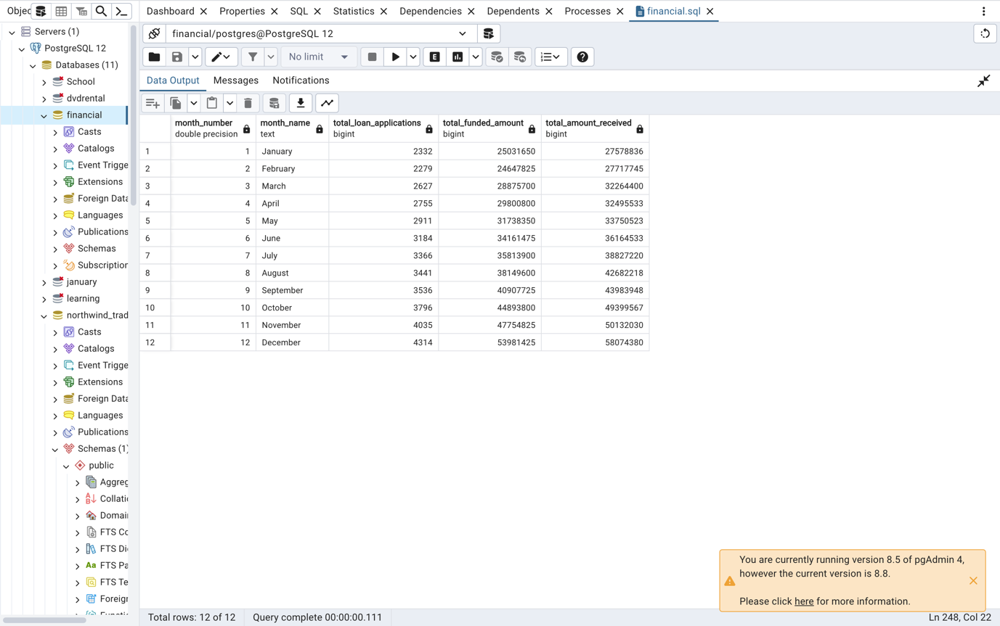 Objec
Dashboard Properties SQL Statistics Dependencies Dependents Processes financial.sql
Servers (1)
PostgreSQL 12
Databases (11)
School
dvdrental
financial
Casts
Catalogs
Event Trigge
Extensions
Foreign Data
Languages
Publications
Schemas
Subscription
january
learning
northwind_trad
Casts
Catalogs
Event Trigge
Extensions
Foreign Data
Languages
Publications
Schemas (1)
public
Aggreg
Collatio
Domai
FTS Co
FTS Di
Aa FTS Pa
FTS Te
Foreign
financial/postgres@PostgreSQL 12
No limit
E
Data Output Messages Notifications
month_number month_name total_loan_applications total_funded_amount total_amount_received
double precision text bigint bigint bigint
1 1 January 2332 25031650 27578836
2 2 February 2279 24647825 27717745
3 3 March 2627 28875700 32264400
4 4 April 2755 29800800 32495533
5 5 May 2911 31738350 33750523
6 6 June 3184 34161475 36164533
7 7 July 3366 35813900 38827220
8 8 August 3441 38149600 42682218
9 9 September 3536 40907725 43983948
10 10 October 3796 44893800 49399567
11 11 November 4035 47754825 50132030
12 12 December 4314 53981425 58074380
You are currently running version 8.5 of pgAdmin 4,
however the current version is 8.8.
Please click here for more information.
Total rows: 12 of 12 Query complete 00:00:00.111 Ln 248, Col 22